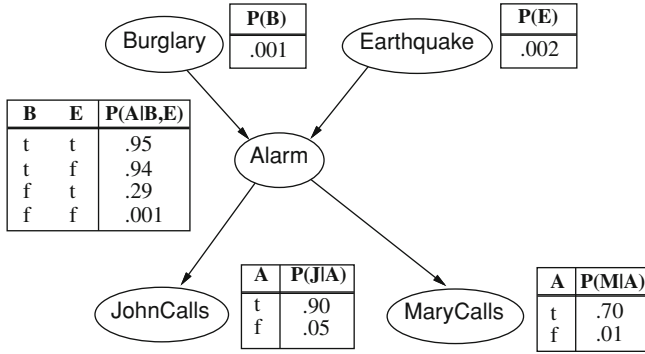 Burglary
P(B)
.001
Earthquake
P(E)
.002
B E P(A|B,E)
t t .95
t f .94
f t .29
f f .001
Alarm
JohnCalls
A P(J|A)
t .90
f .05
MaryCalls
A P(M|A)
t .70
f .01